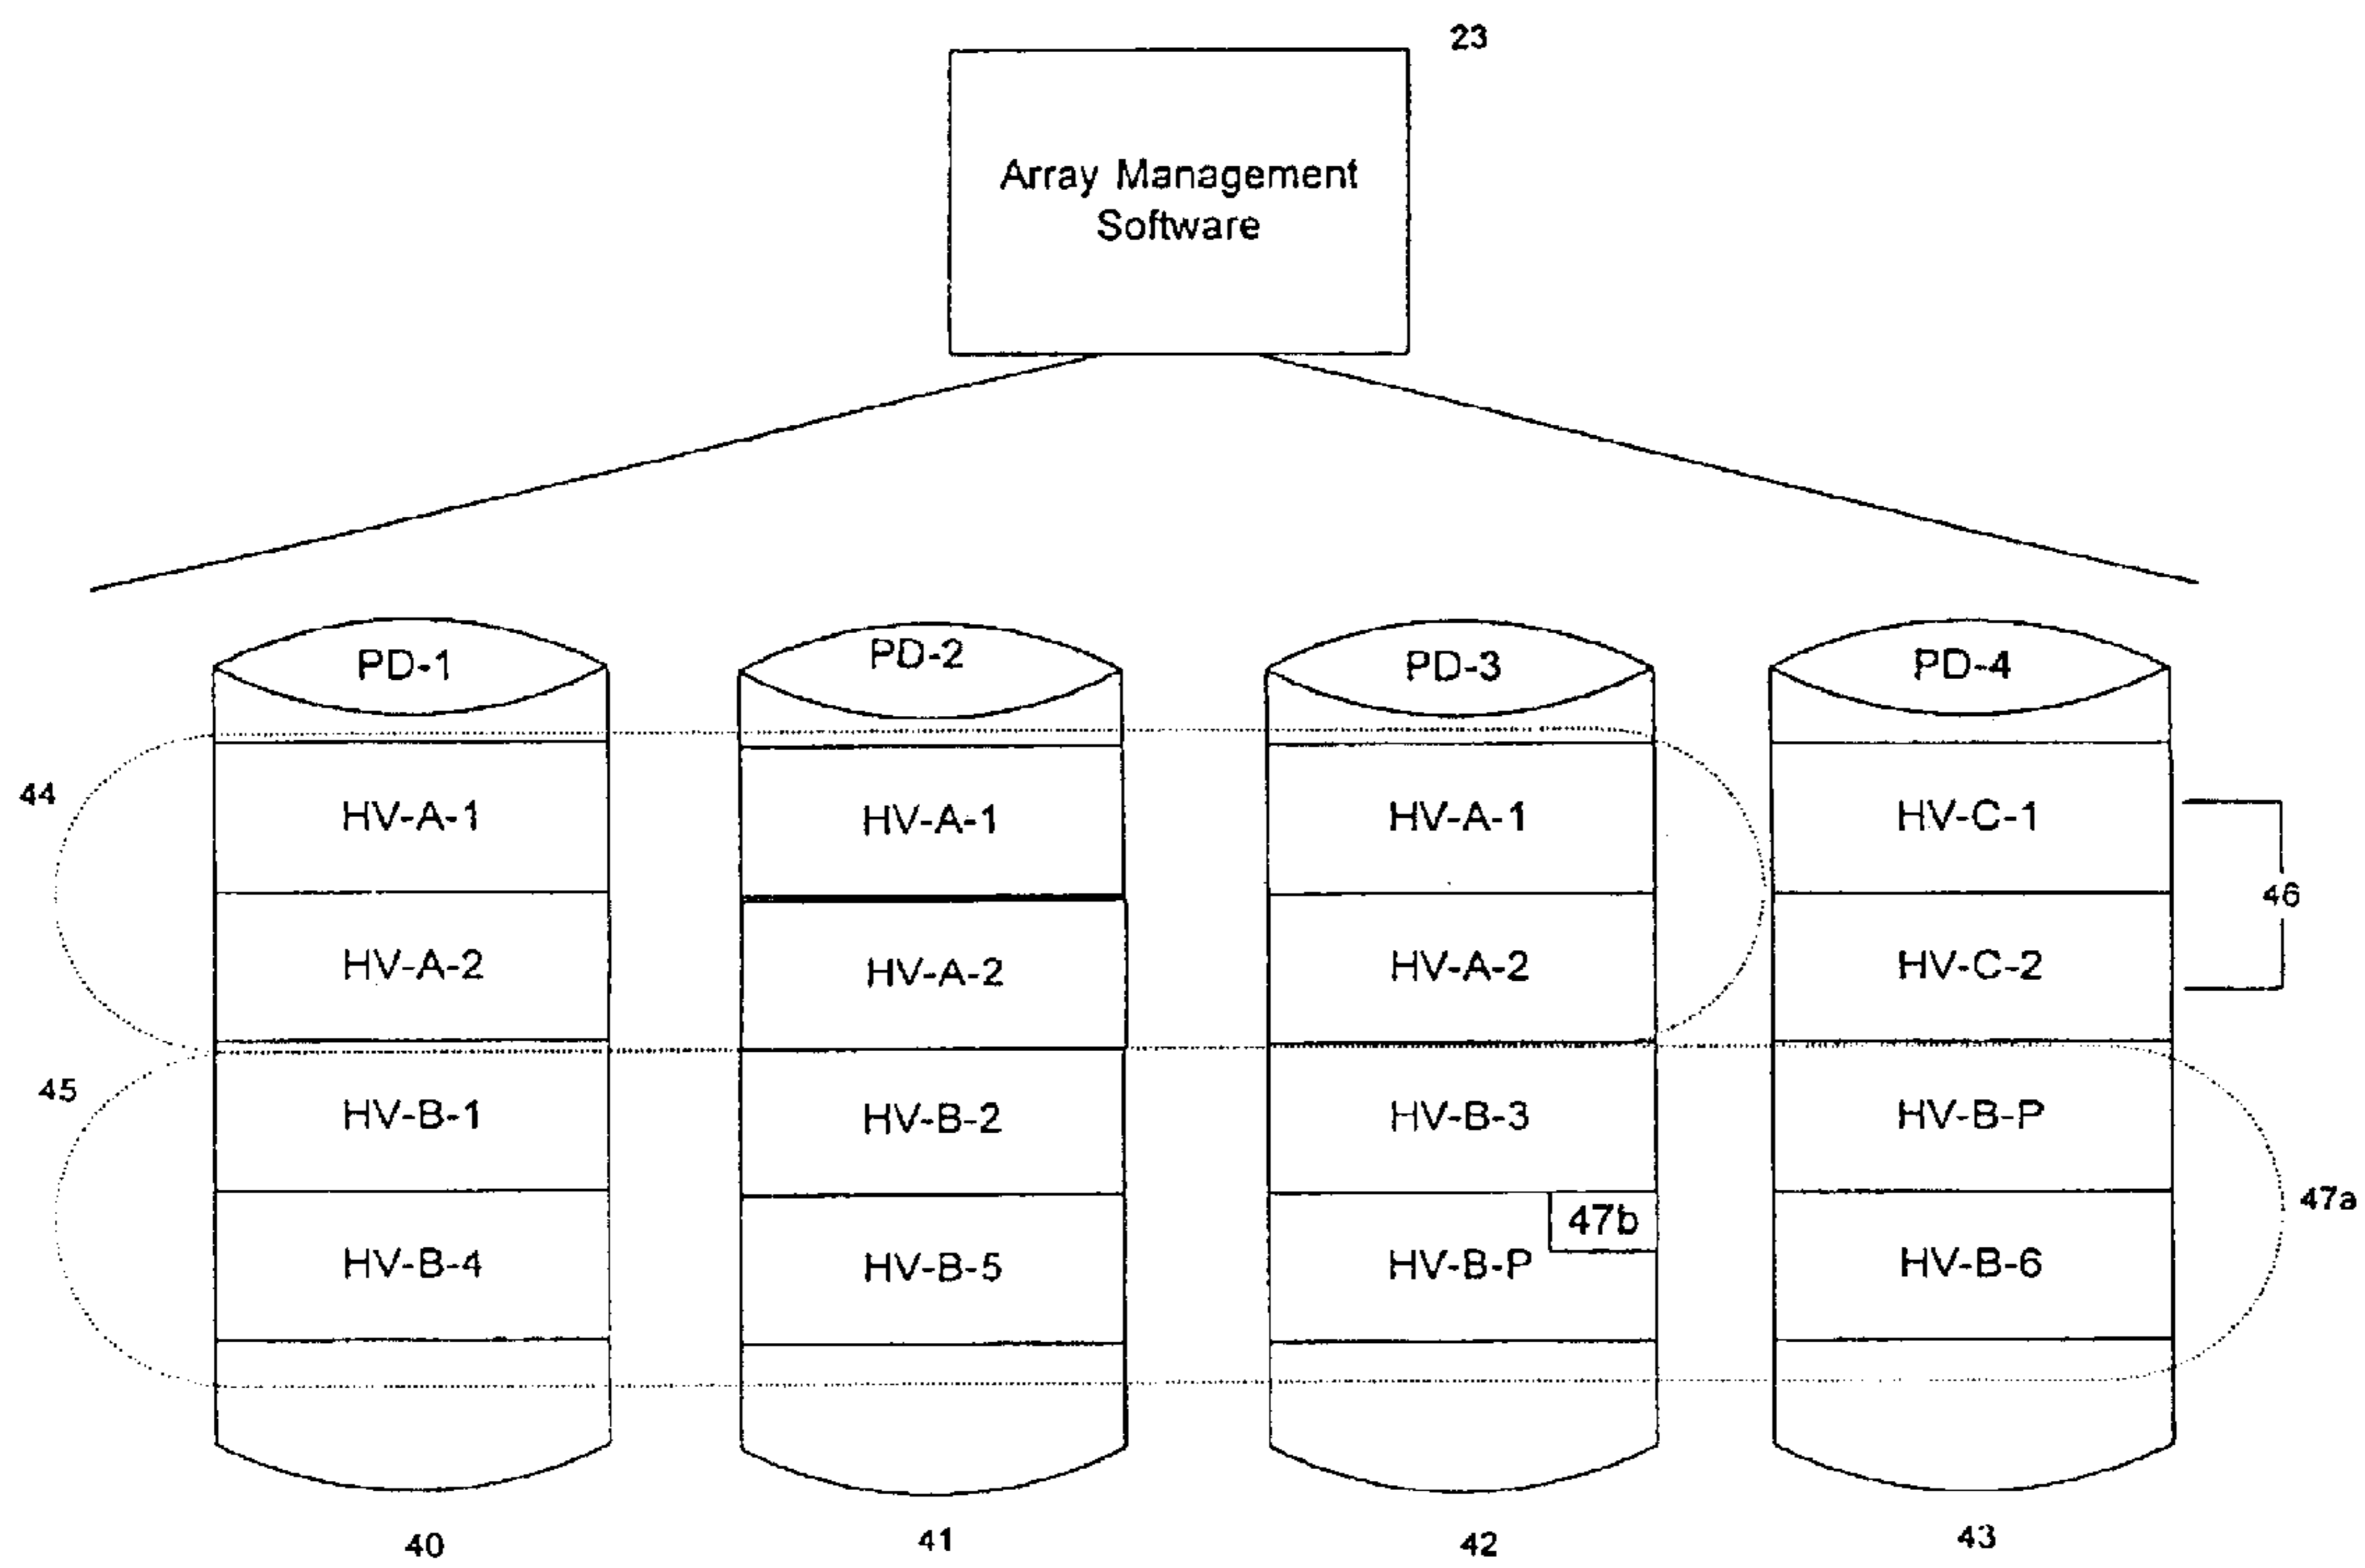 23
Array Management
Software
PD-1
PD-2
PD-3
PD-4
44
HV-A-1
HV-A-1
HV-A-1
HV-C-1
46
HV-A-2
HV-A-2
HV-A-2
HV-C-2
45
HV-B-1
HV-B-2
HV-B-3
HV-B-P
47a
47b
HV-B-4
HV-B-5
HV-B-P
HV-B-6
40
41
42
43